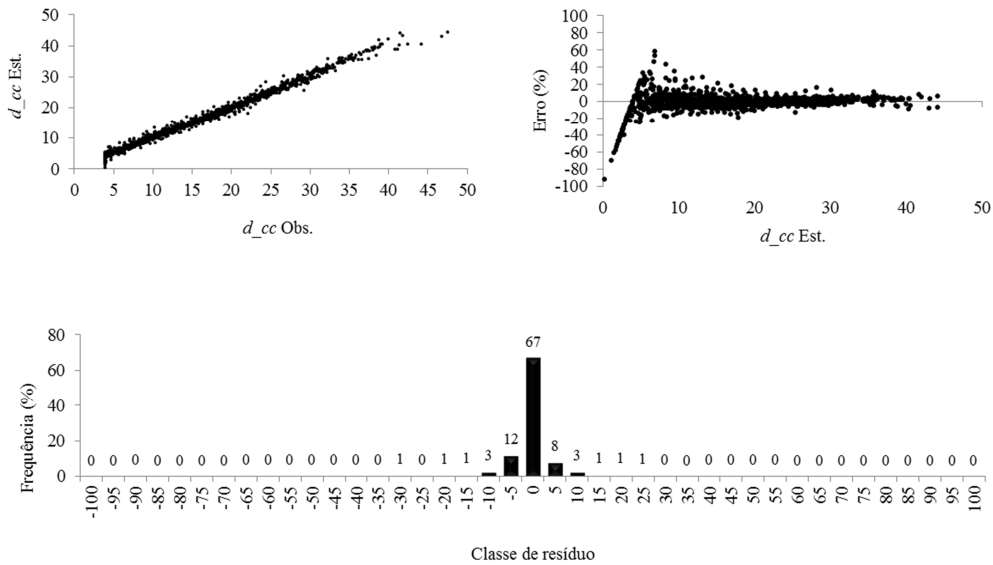 50
40
30
20
10
0
d_cc Est.
0 5 10 15 20 25 30 35 40 45 50
d_cc Obs.
100
80
60
40
20
0
-20
-40
-60
-80
-100
Erro (%)
0 10 20 30 40 50
d_cc Est.
80
60
40
20
0
Frequência (%)
0 0 0 0 0 0 0 0 0 0 0 0 0 0 1 0 1 1 3 12 67 8 3 1 1 1 0 0 0 0 0 0 0 0 0 0 0 0 0 0 0
-100 -95 -90 -85 -80 -75 -70 -65 -60 -55 -50 -45 -40 -35 -30 -25 -20 -15 -10 -5 0 5 10 15 20 25 30 35 40 45 50 55 60 65 70 75 80 85 90 95 100
Classe de resíduo